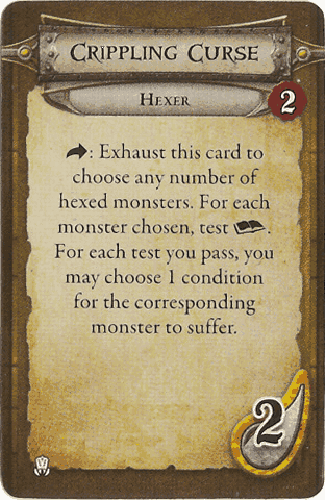 Crippling Curse
Hexer
2
: Exhaust this card to
choose any number of
hexed monsters. For each
monster chosen, test .
For each test you pass, you
may choose 1 condition
for the corresponding
monster to suffer.
2